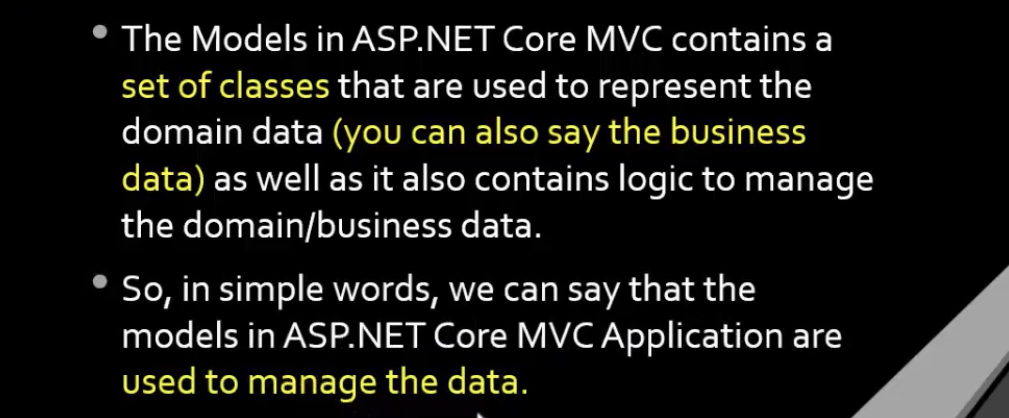 • The Models in ASP.NET Core MVC contains a
set of classes that are used to represent the
domain data (you can also say the business
data) as well as it also contains logic to manage
the domain/business data.
• So, in simple words, we can say that the
models in ASP.NET Core MVC Application are
used to manage the data.